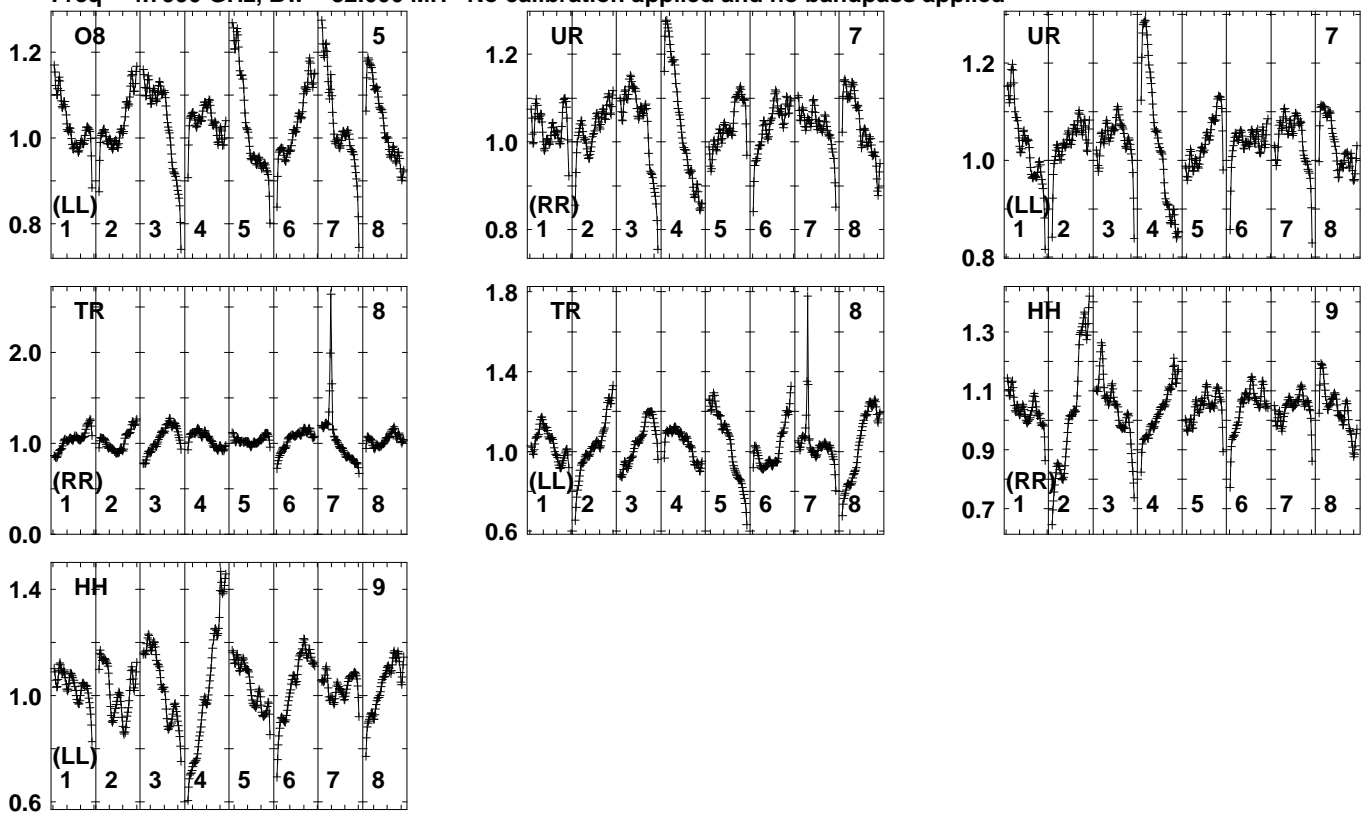 Freq = GHz, Bw = 32.000 MH No calibration applied and no bandpass applied
1.2 O8 5
1.0
0.8 (LL)
1 2 3 4 5 6 7 8
1.2 UR 7
1.0
0.8 (RR)
1 2 3 4 5 6 7 8
1.2 UR 7
1.0
0.8 (LL)
1 2 3 4 5 6 7 8
TR 8
2.0
1.0
0.0 (RR)
1 2 3 4 5 6 7 8
1.8 TR 8
1.4
1.0
0.6 (LL)
1 2 3 4 5 6 7 8
HH 9
1.3
1.1
0.9
0.7 (RR)
1 2 3 4 5 6 7 8
1.4 HH 9
1.0
0.6 (LL)
1 2 3 4 5 6 7 8